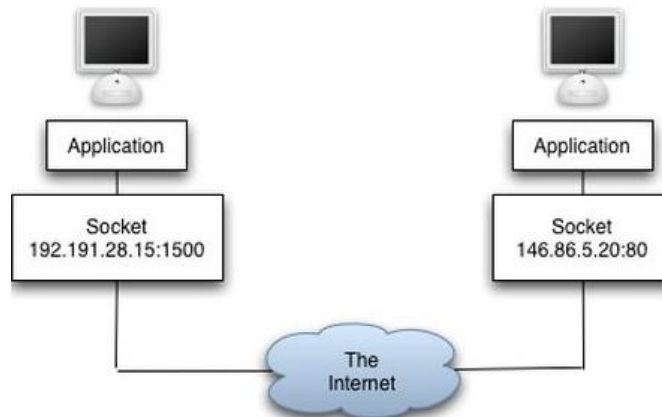 Application
Socket
192.191.28.15:1500
Application
Socket
146.86.5.20:80
The
Internet